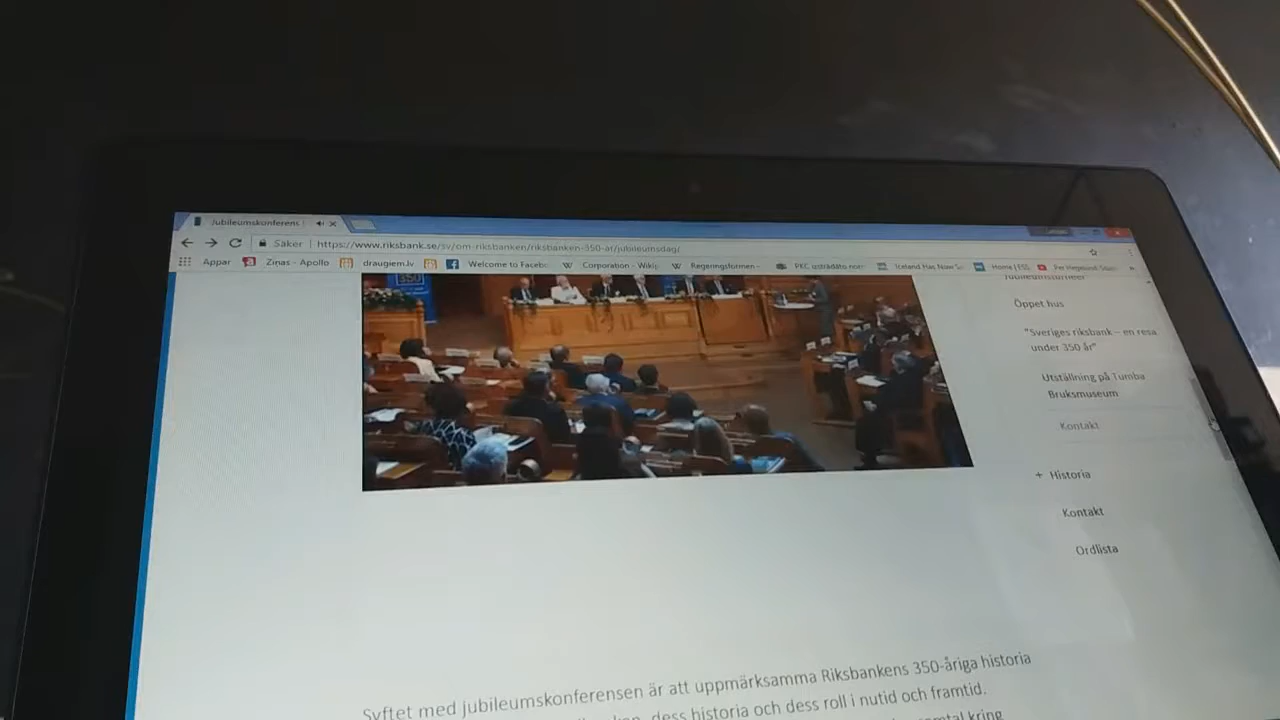 Jubileumskonferens
Säker | https://www.riksbank.se/sv/om-riksbanken/riksbanken-350-ar/jubileumsdag/
Appar Zinas - Apollo draugiem.lv Welcome to Facebo Corporation - Wikip Regeringsformen - PKC Iceland Has Now Home | ESS Per
350
Öppet hus
"Sveriges riksbank – en resa
under 350 år"
Utställning på Tumba
Bruksmuseum
Kontakt
+ Historia
Kontakt
Ordlista
Syftet med jubileumskonferensen är att uppmärksamma Riksbankens 350-åriga historia
dess historia och dess roll i nutid och framtid.
kring